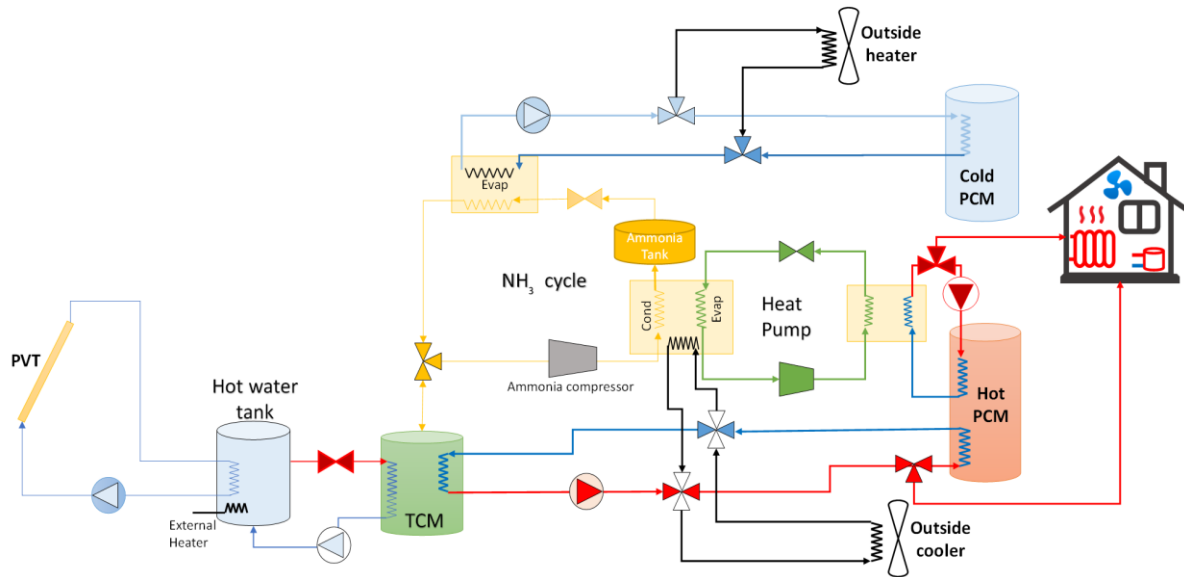 Outside
heater
Evap
Cold
PCM
Ammonia
Tank
NH₃ cycle
Cond
Evap
Heat
Pump
PVT
Ammonia compressor
Hot water
tank
Hot
PCM
TCM
External
Heater
Outside
cooler